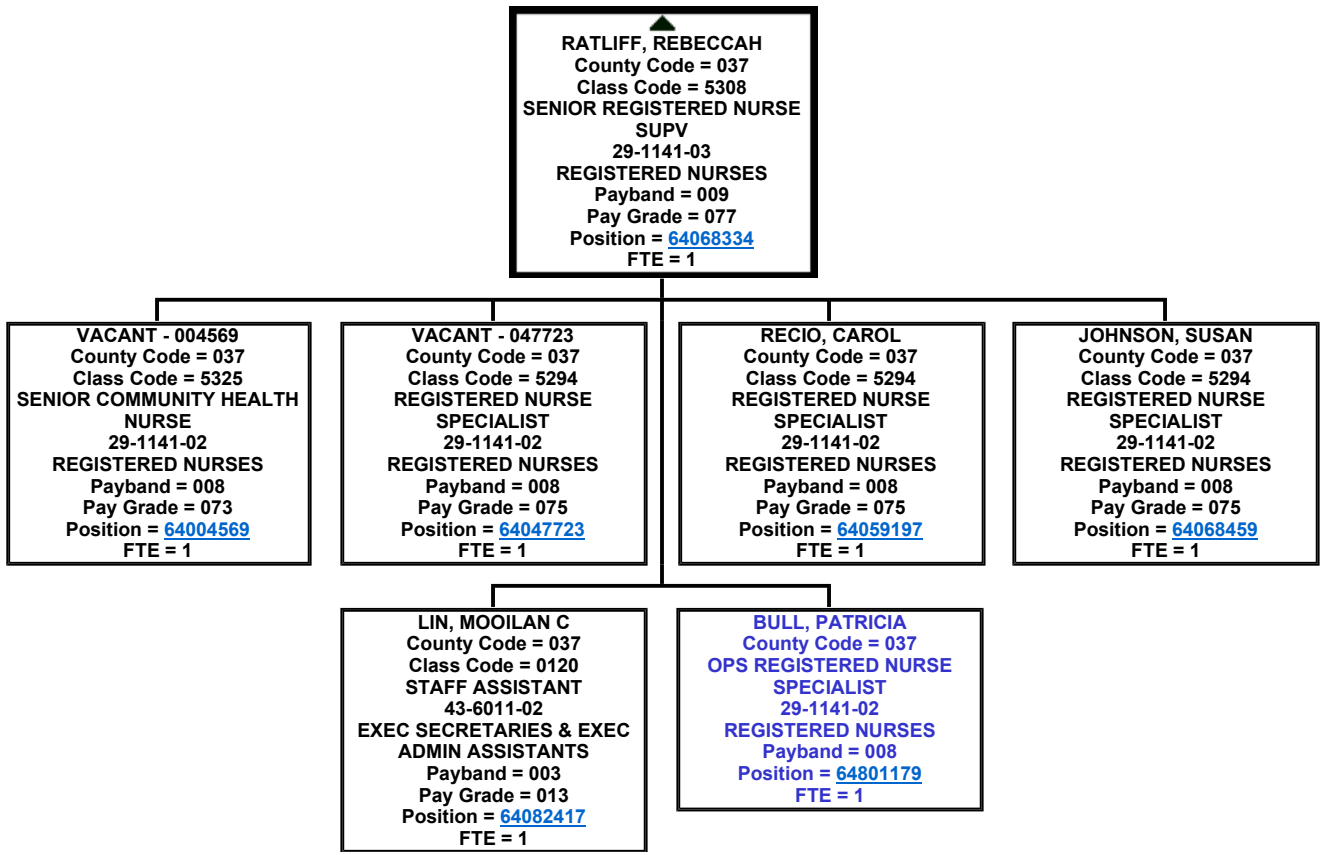 RATLIFF, REBECCAH
County Code = 037
Class Code = 5308
SENIOR REGISTERED NURSE
SUPV
29-1141-03
REGISTERED NURSES
Payband = 009
Pay Grade = 077
Position = 64068334
FTE = 1
VACANT - 004569
County Code = 037
Class Code = 5325
SENIOR COMMUNITY HEALTH
NURSE
29-1141-02
REGISTERED NURSES
Payband = 008
Pay Grade = 073
Position = 64004569
FTE = 1
VACANT - 047723
County Code = 037
Class Code = 5294
REGISTERED NURSE
SPECIALIST
29-1141-02
REGISTERED NURSES
Payband = 008
Pay Grade = 075
Position = 64047723
FTE = 1
RECIO, CAROL
County Code = 037
Class Code = 5294
REGISTERED NURSE
SPECIALIST
29-1141-02
REGISTERED NURSES
Payband = 008
Pay Grade = 075
Position = 64059197
FTE = 1
JOHNSON, SUSAN
County Code = 037
Class Code = 5294
REGISTERED NURSE
SPECIALIST
29-1141-02
REGISTERED NURSES
Payband = 008
Pay Grade = 075
Position = 64068459
FTE = 1
LIN, MOOILAN C
County Code = 037
Class Code = 0120
STAFF ASSISTANT
43-6011-02
EXEC SECRETARIES & EXEC
ADMIN ASSISTANTS
Payband = 003
Pay Grade = 013
Position = 64082417
FTE = 1
BULL, PATRICIA
County Code = 037
OPS REGISTERED NURSE
SPECIALIST
29-1141-02
REGISTERED NURSES
Payband = 008
Position = 64801179
FTE = 1